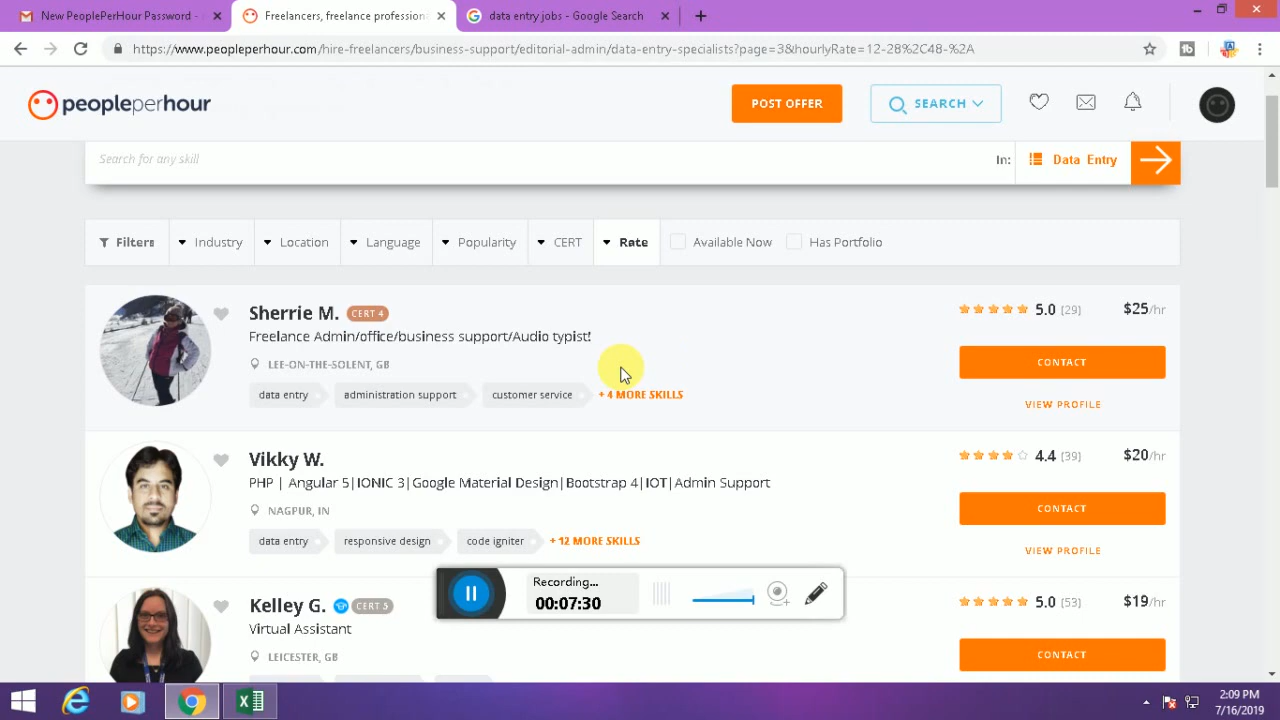 New PeoplePerHour Password -
Freelancers, freelance profession
data entry jobs - Google Search
https://www.peopleperhour.com/hire-freelancers/business-support/editorial-admin/data-entry-specialists?page=3&hourlyRate=12-28%2C48-%2A
peopleperhour
POST OFFER
SEARCH
Search for any skill
In:
Data Entry
Filters
Industry
Location
Language
Popularity
CERT
Rate
Available Now
Has Portfolio
Sherrie M. CERT 4
5.0 (29)
$25/hr
Freelance Admin/office/business support/Audio typist!
LEE-ON-THE-SOLENT, GB
CONTACT
data entry
administration support
customer service
+ 4 MORE SKILLS
VIEW PROFILE
Vikky W.
4.4 (39)
$20/hr
PHP | Angular 5|IONIC 3|Google Material Design|Bootstrap 4|IOT|Admin Support
NAGPUR, IN
CONTACT
data entry
responsive design
code igniter
+ 12 MORE SKILLS
VIEW PROFILE
Recording...
00:07:30
Kelley G. CERT 5
5.0 (53)
$19/hr
Virtual Assistant
LEICESTER, GB
CONTACT
2:09 PM
7/16/2019